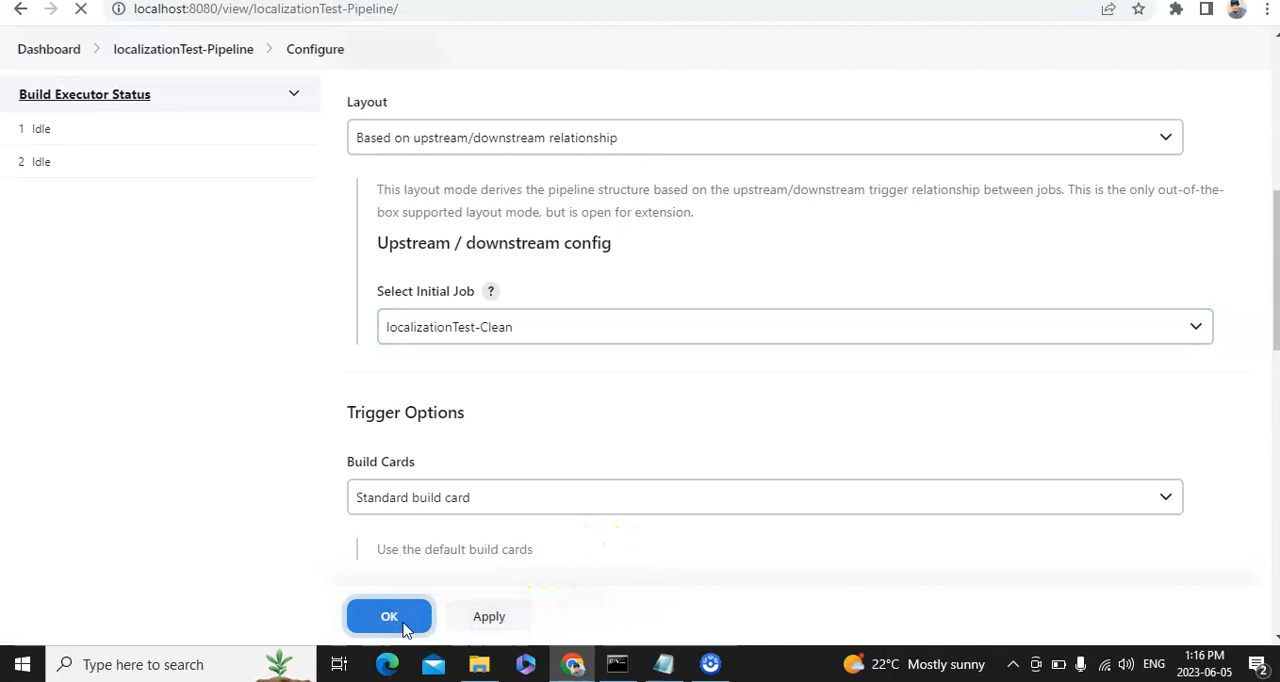 localhost:8080/view/localizationTest-Pipeline/
Dashboard > localizationTest-Pipeline > Configure
Build Executor Status
1 Idle
2 Idle
Layout
Based on upstream/downstream relationship
This layout mode derives the pipeline structure based on the upstream/downstream trigger relationship between jobs. This is the only out-of-the-
box supported layout mode, but is open for extension.
Upstream / downstream config
Select Initial Job ?
localizationTest-Clean
Trigger Options
Build Cards
Standard build card
Use the default build cards
OK Apply
Type here to search
22°C Mostly sunny
ENG
1:16 PM
2023-06-05
2